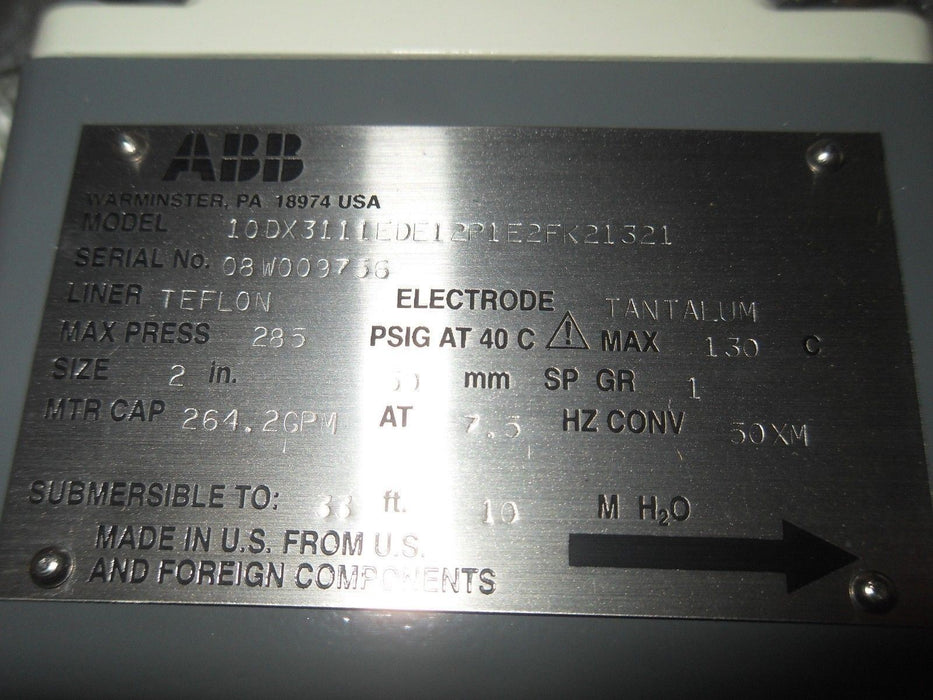 ABB
WARMINSTER, PA 18974 USA
MODEL 10DX3111EDE12P1E2FK21321
SERIAL No. 08W009736
LINER TEFLON ELECTRODE TANTALUM
MAX PRESS 285 PSIG AT 40 C MAX 130 C
SIZE 2 in. mm SP GR 1
MTR CAP 264.2GPM AT 7.5 HZ CONV 50XM
SUBMERSIBLE TO: 33 ft. 10 M H₂O
MADE IN U.S. FROM U.S.
AND FOREIGN COMPONENTS